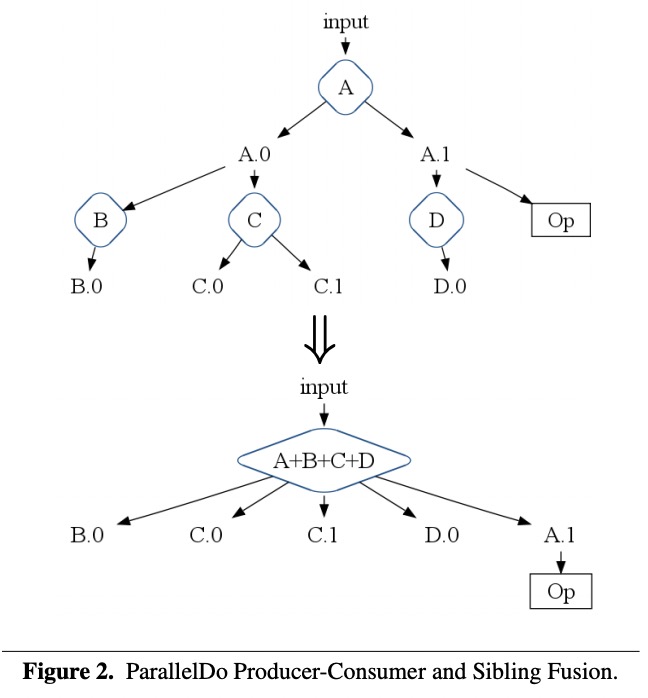 input
A
A.0 A.1
B C D Op
B.0 C.0 C.1 D.0
input
A+B+C+D
B.0 C.0 C.1 D.0 A.1
Op
Figure 2. ParallelDo Producer-Consumer and Sibling Fusion.